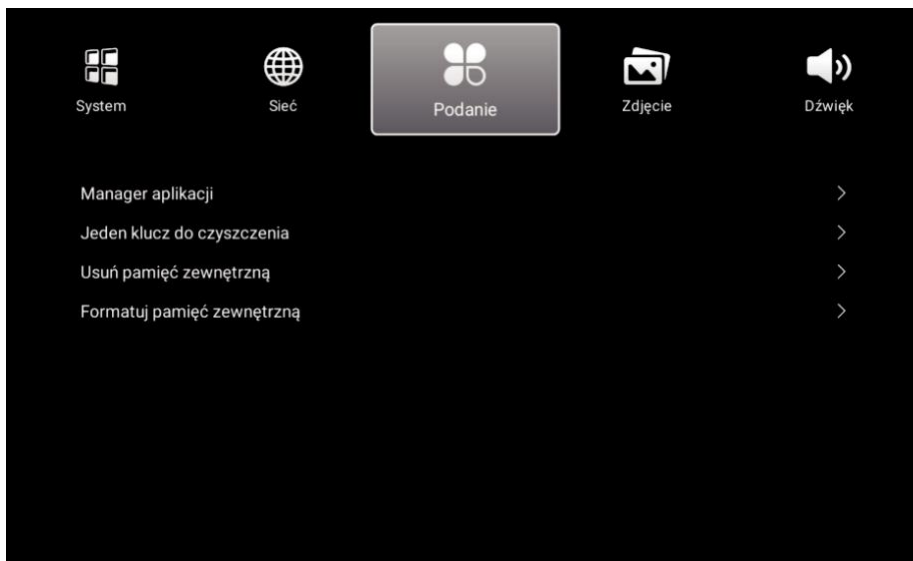 System
Sieć
Podanie
Zdjęcie
Dźwięk
Manager aplikacji
Jeden klucz do czyszczenia
Usuń pamięć zewnętrzną
Formatuj pamięć zewnętrzną